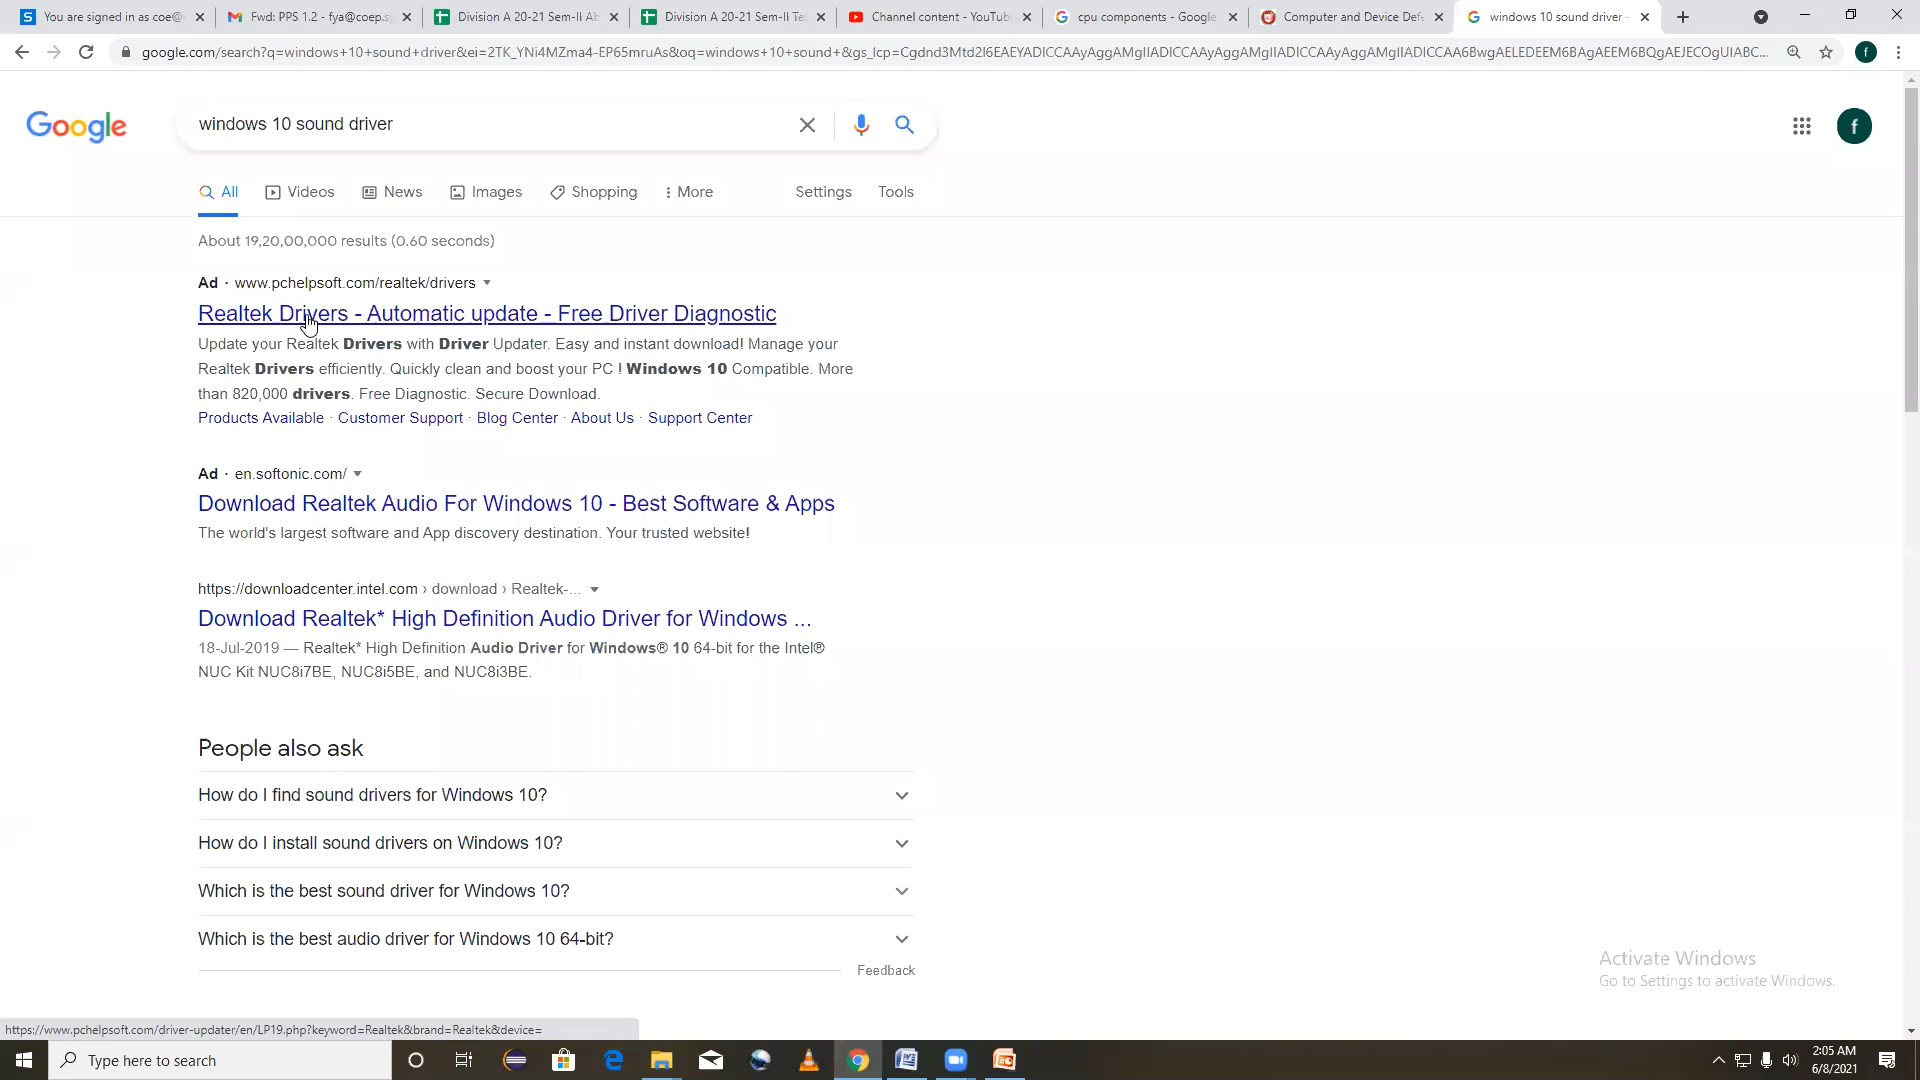 You are signed in as coe@
Fwd: PPS 1.2 - fya@coep.s
Division A 20-21 Sem-II Ab
Division A 20-21 Sem-II Te
Channel content - YouTub
cpu components - Google
Computer and Device Def
windows 10 sound driver -
google.com/search?q=windows+10+sound+driver&ei=2TK_YNi4MZma4-EP65mruAs&oq=windows+10+sound+&gs_lcp=Cgdnd3Mtd2l6EAEYADICCAAyAggAMgIIADICCAAyAggAMgIIADICCAAyAggAMgIIADICCAA6BwgAELEDEEM6BAgAEEM6BQgAEJECOgUIABC...
f
Google
windows 10 sound driver
f
All Videos News Images Shopping More Settings Tools
About 19,20,00,000 results (0.60 seconds)
Ad · www.pchelpsoft.com/realtek/drivers
Realtek Drivers - Automatic update - Free Driver Diagnostic
Update your Realtek Drivers with Driver Updater. Easy and instant download! Manage your
Realtek Drivers efficiently. Quickly clean and boost your PC ! Windows 10 Compatible. More
than 820,000 drivers. Free Diagnostic. Secure Download.
Products Available · Customer Support · Blog Center · About Us · Support Center
Ad · en.softonic.com/
Download Realtek Audio For Windows 10 - Best Software & Apps
The world's largest software and App discovery destination. Your trusted website!
https://downloadcenter.intel.com › download › Realtek-...
Download Realtek* High Definition Audio Driver for Windows ...
18-Jul-2019 — Realtek* High Definition Audio Driver for Windows® 10 64-bit for the Intel®
NUC Kit NUC8i7BE, NUC8i5BE, and NUC8i3BE.
People also ask
How do I find sound drivers for Windows 10?
How do I install sound drivers on Windows 10?
Which is the best sound driver for Windows 10?
Which is the best audio driver for Windows 10 64-bit?
Feedback
Activate Windows
Go to Settings to activate Windows.
https://www.pchelpsoft.com/driver-updater/en/LP19.php?keyword=Realtek&brand=Realtek&device=
Type here to search
2:05 AM
6/8/2021